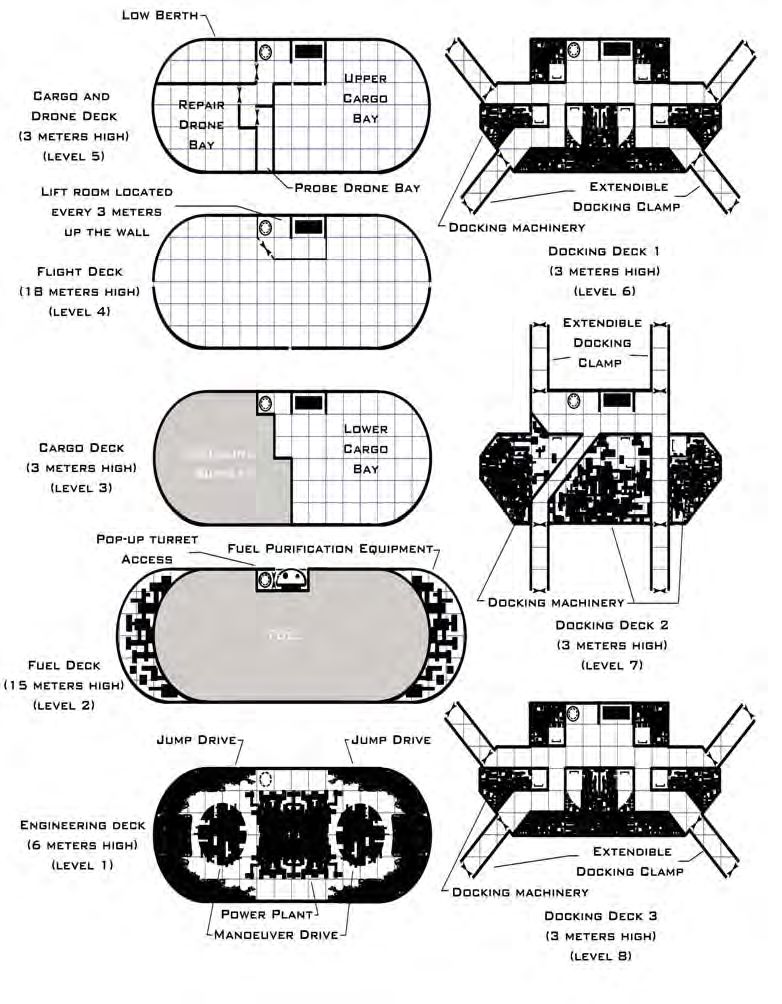 LOW BERTH
CARGO AND
DRONE DECK
(3 METERS HIGH)
(LEVEL 5)
REPAIR
DRONE
BAY
UPPER
CARGO
BAY
PROBE DRONE BAY
LIFT ROOM LOCATED
EVERY 3 METERS
UP THE WALL
FLIGHT DECK
(18 METERS HIGH)
(LEVEL 4)
CARGO DECK
(3 METERS HIGH)
(LEVEL 3)
LOWER
CARGO
BAY
POP-UP TURRET
ACCESS
FUEL PURIFICATION EQUIPMENT
FUEL
FUEL DECK
(15 METERS HIGH)
(LEVEL 2)
JUMP DRIVE
JUMP DRIVE
ENGINEERING DECK
(6 METERS HIGH)
(LEVEL 1)
POWER PLANT
MANOEUVER DRIVE
EXTENDIBLE
DOCKING CLAMP
DOCKING MACHINERY
DOCKING DECK 1
(3 METERS HIGH)
(LEVEL 6)
EXTENDIBLE
DOCKING
CLAMP
DOCKING MACHINERY
DOCKING DECK 2
(3 METERS HIGH)
(LEVEL 7)
EXTENDIBLE
DOCKING CLAMP
DOCKING MACHINERY
DOCKING DECK 3
(3 METERS HIGH)
(LEVEL 8)